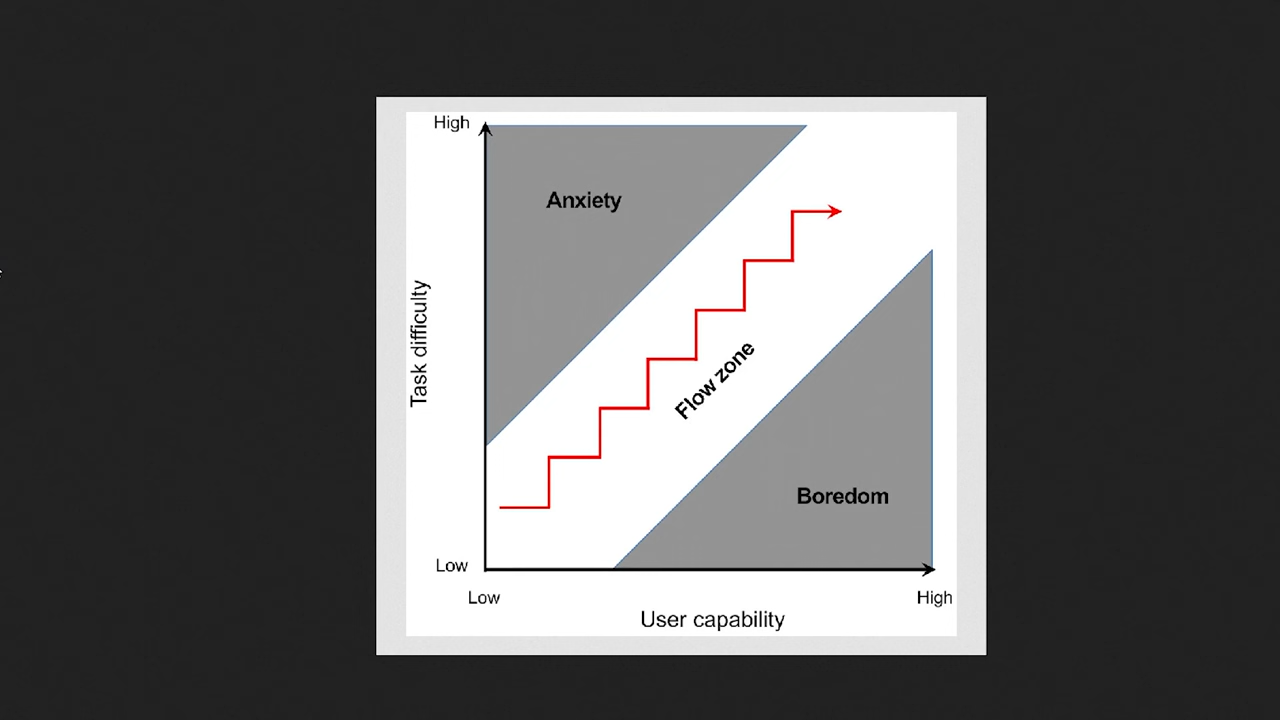 High
Anxiety
Task difficulty
Flow zone
Boredom
Low
Low
High
User capability